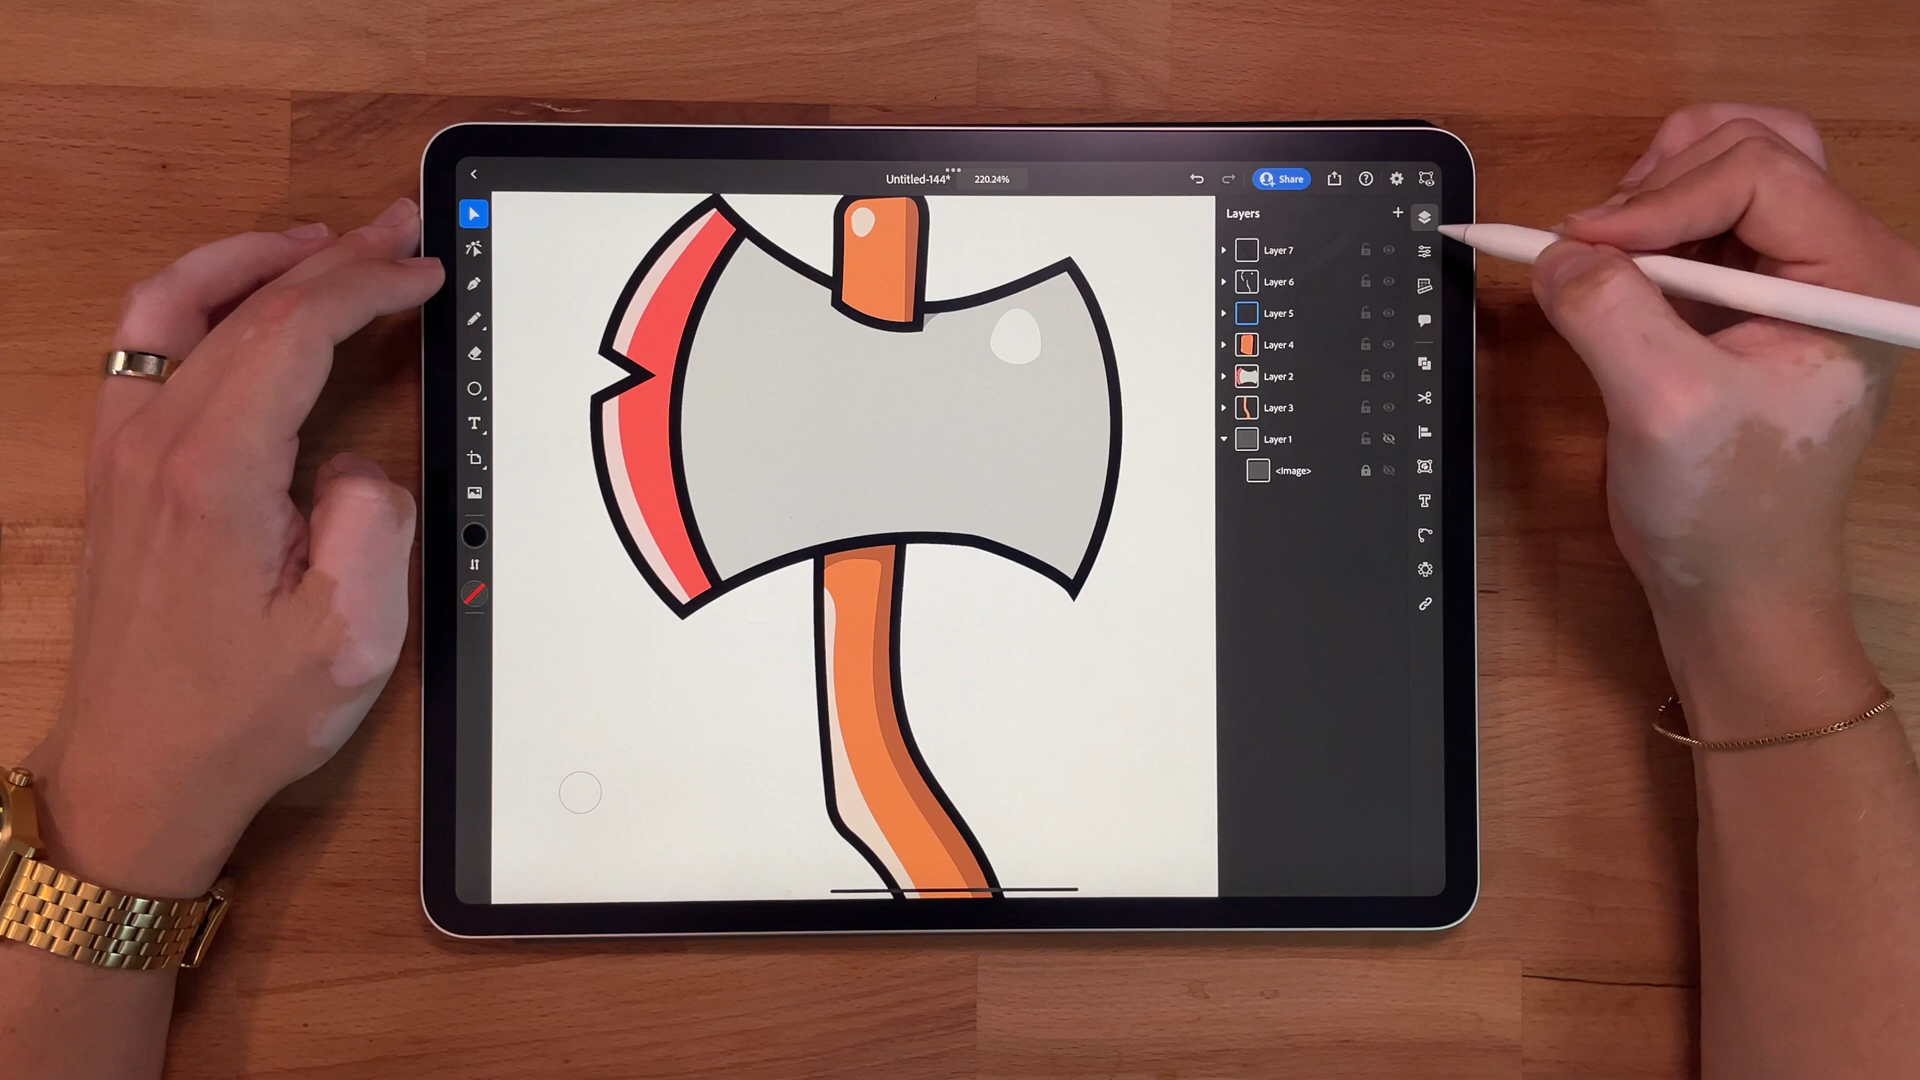 Untitled-144*
220.24%
Share
Layers
Layer 7
Layer 6
Layer 5
Layer 4
Layer 2
Layer 3
Layer 1
<Image>